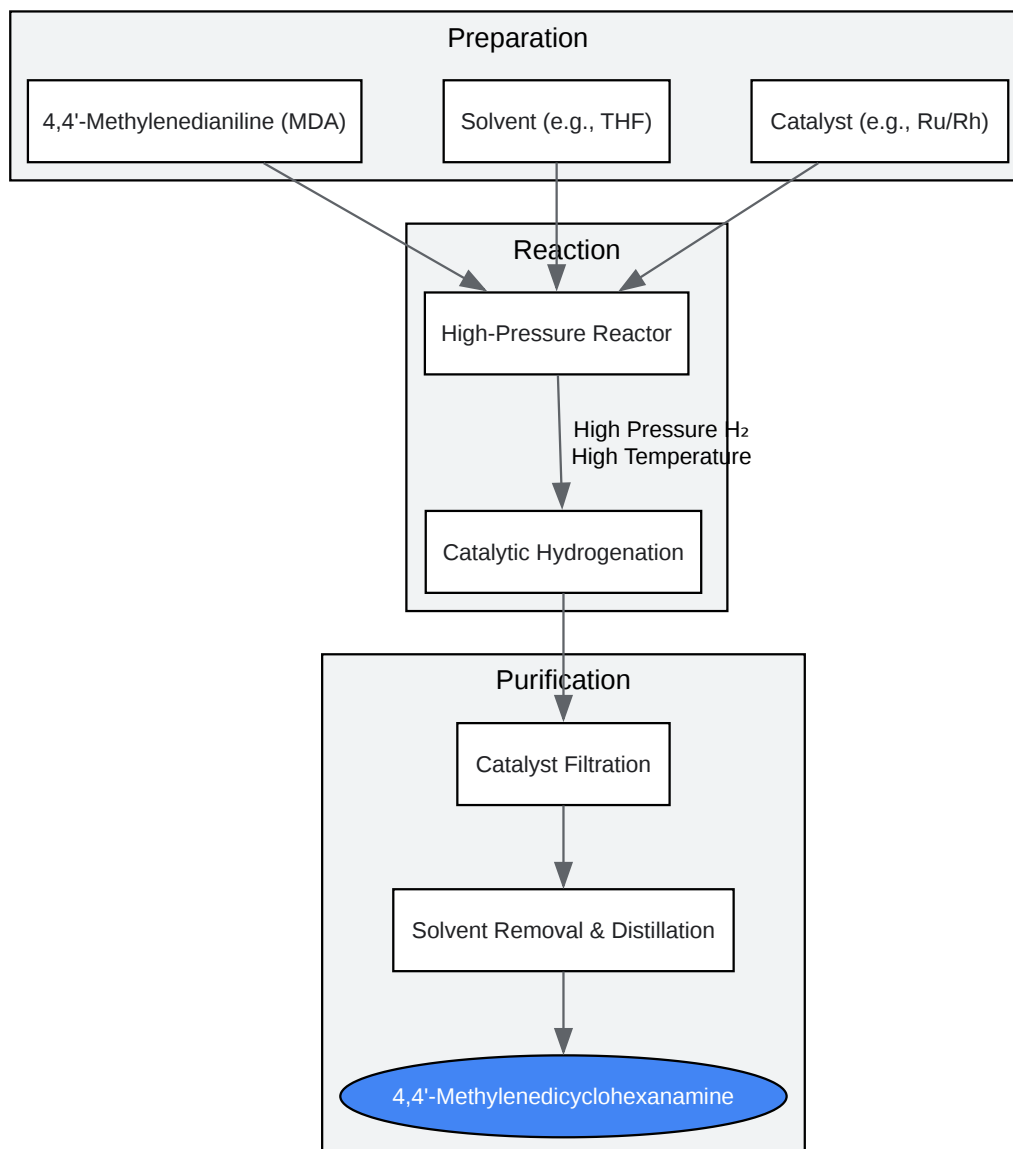 Preparation
4,4'-Methylenedianiline (MDA)
Solvent (e.g., THF)
Catalyst (e.g., Ru/Rh)
Reaction
High-Pressure Reactor
High Pressure H₂
High Temperature
Catalytic Hydrogenation
Purification
Catalyst Filtration
Solvent Removal & Distillation
4,4'-Methylenedicyclohexanamine